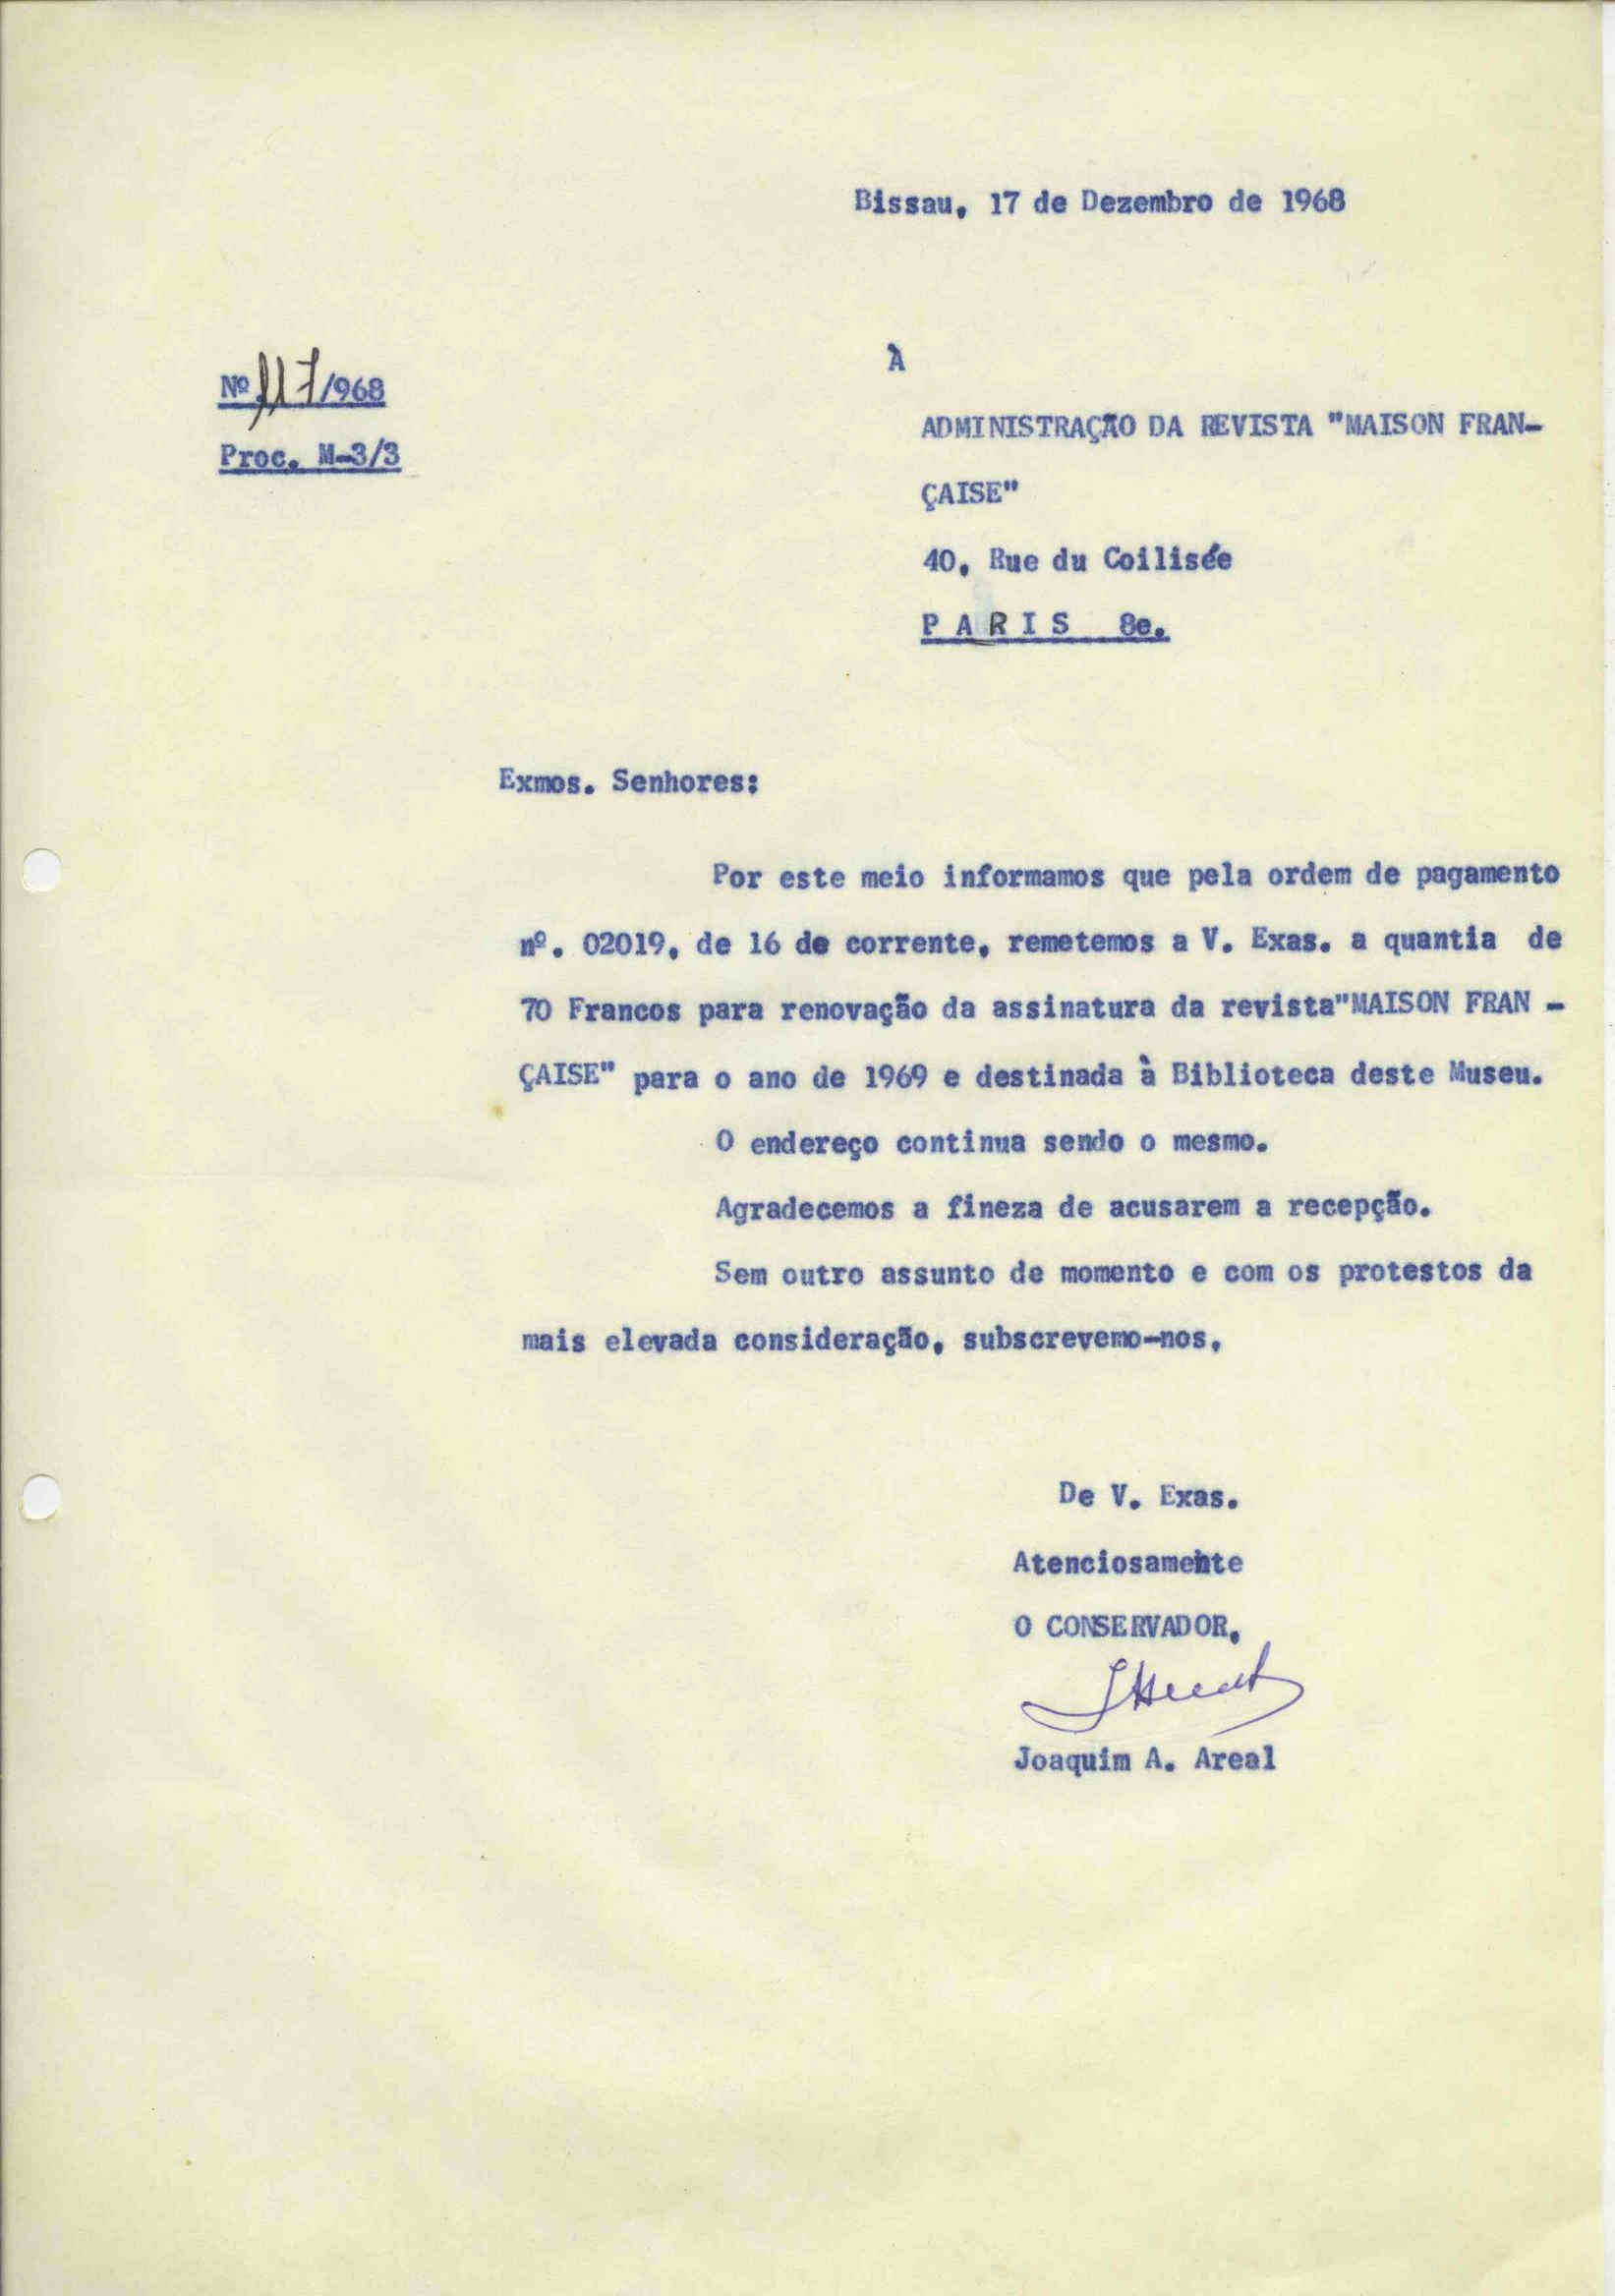 Bissau, 17 de Dezembro de 1968
À
Nº 117/968
ADMINISTRAÇÃO DA REVISTA "MAISON FRAN-
Proc. M-3/3
ÇAISE"
40, Rue du Coilisée
PARIS 8e.
Exmos. Senhores:
Por este meio informamos que pela ordem de pagamento
nº. 02019, de 16 de corrente, remetemos a V. Exas. a quantia de
70 Francos para renovação da assinatura da revista"MAISON FRAN -
ÇAISE" para o ano de 1969 e destinada à Biblioteca deste Museu.
O endereço continua sendo o mesmo.
Agradecemos a fineza de acusarem a recepção.
Sem outro assunto de momento e com os protestos da
mais elevada consideração, subscrevemo-nos,
De V. Exas.
Atenciosamente
O CONSERVADOR,
Joaquim A. Areal